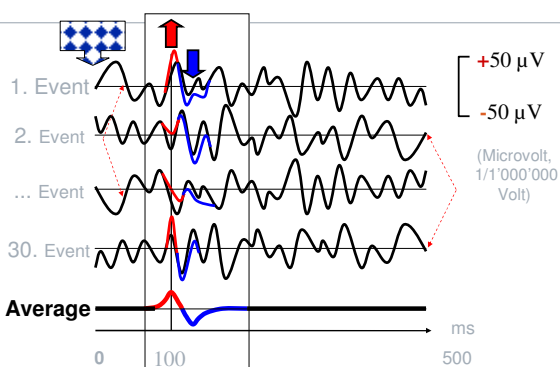 +50 µV
1. Event
-50 µV
2. Event
(Microvolt,
1/1'000'000
Volt)
... Event
30. Event
Average
ms
0 100 500